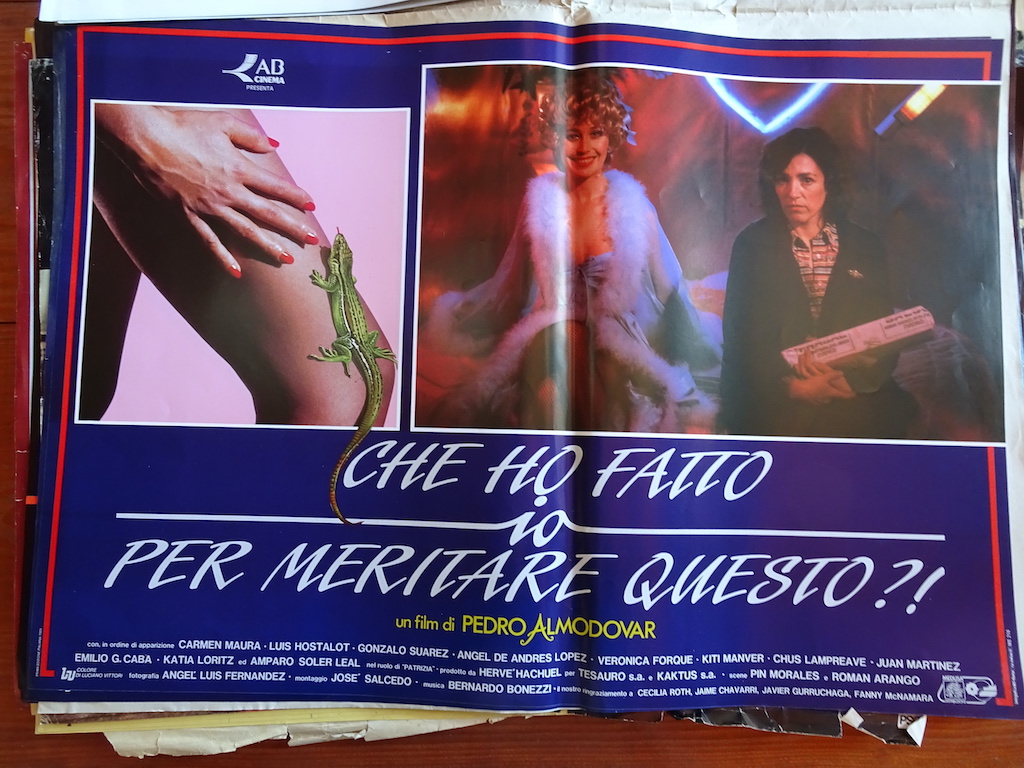 AB
CINEMA
PRESENTA
CHE HO FATTO
IO
PER MERITARE QUESTO?!
un film di PEDRO ALMODOVAR
con, in ordine di apparizione CARMEN MAURA · LUIS HOSTALOT · GONZALO SUAREZ · ANGEL DE ANDRES LOPEZ · VERONICA FORQUE · KITI MANVER · CHUS LAMPREAVE · JUAN MARTINEZ
EMILIO G. CABA · KATIA LORITZ ed AMPARO SOLER LEAL nel ruolo di "PATRIZIA" · prodotto da HERVE' HACHUEL per TESAURO s.a. e KAKTUS s.a. · scene PIN MORALES e ROMAN ARANGO
COLORE
DI LUCIANO VITTORI fotografia ANGEL LUIS FERNANDEZ · montaggio JOSE' SALCEDO · musica BERNARDO BONEZZI · il nostro ringraziamento a CECILIA ROTH, JAIME CHAVARRI, JAVIER GURRUCHAGA, FANNY McNAMARA